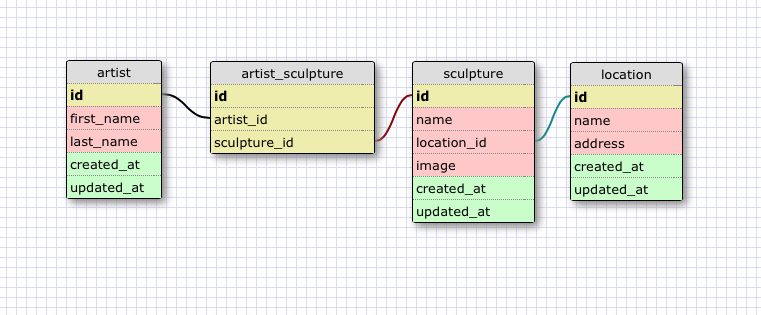 artist
id
first_name
last_name
created_at
updated_at
artist_sculpture
id
artist_id
sculpture_id
sculpture
id
name
location_id
image
created_at
updated_at
location
id
name
address
created_at
updated_at